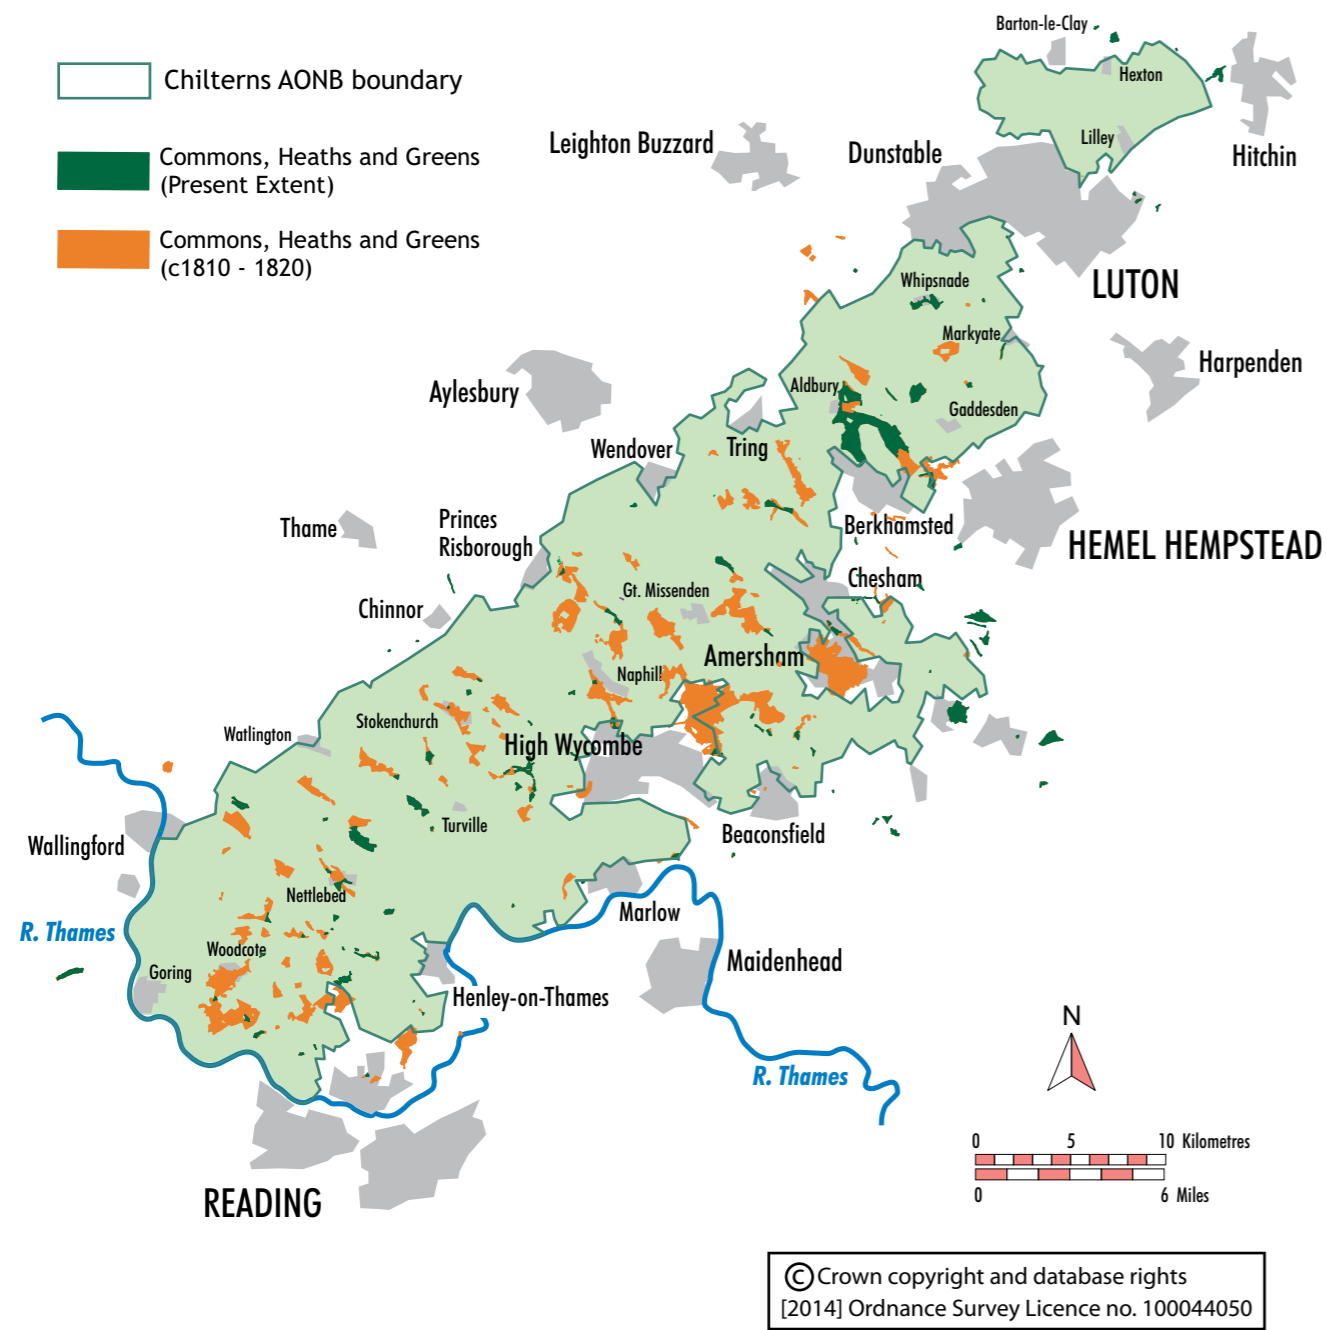 Chilterns AONB boundary
Commons, Heaths and Greens
(Present Extent)
Commons, Heaths and Greens
(c1810 - 1820)
Barton-le-Clay
Hexton
Lilley
Hitchin
Leighton Buzzard
Dunstable
LUTON
Whipsnade
Markyate
Harpenden
Aldbury
Gaddesden
Aylesbury
Wendover
Tring
Berkhamsted
HEMEL HEMPSTEAD
Thame
Princes
Risborough
Chesham
Gt. Missenden
Chinnor
Amersham
Naphill
Stokenchurch
Watlington
High Wycombe
Turville
Beaconsfield
Wallingford
Nettlebed
Marlow
R. Thames
Woodcote
Goring
Maidenhead
Henley-on-Thames
R. Thames
N
0 5 10 Kilometres
0 6 Miles
READING
© Crown copyright and database rights
[2014] Ordnance Survey Licence no. 100044050